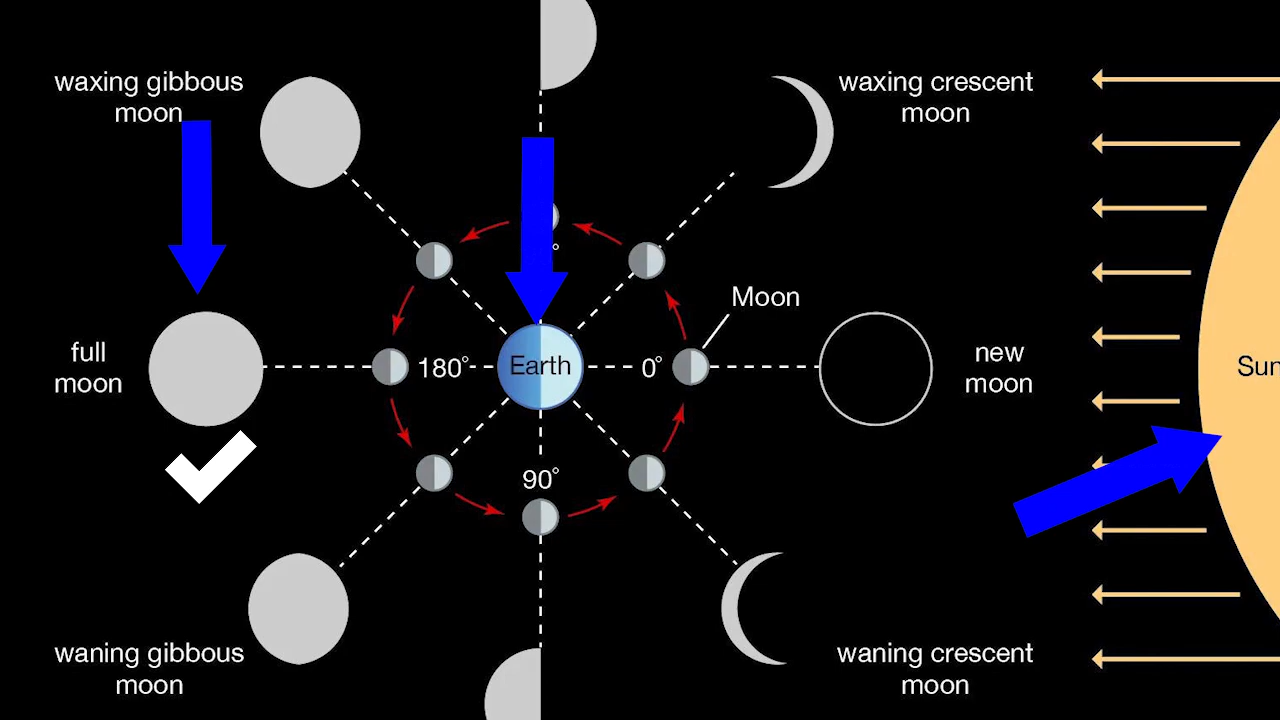 waxing gibbous
moon
waxing crescent
moon
°
Moon
full
moon
180°
Earth
0°
new
moon
Sun
90°
waning gibbous
moon
waning crescent
moon